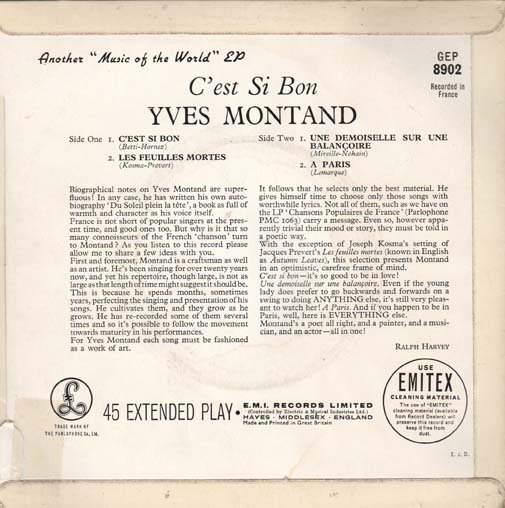 Another "Music of the World" EP
GEP
8902
Recorded in
France
C'est Si Bon
YVES MONTAND
Side One 1. C'EST SI BON
(Betti-Hornez)
2. LES FEUILLES MORTES
(Kosma-Prevert)
Side Two 1. UNE DEMOISELLE SUR UNE
BALANÇOIRE
(Mireille-Nohain)
2. A PARIS
(Lemarque)
Biographical notes on Yves Montand are super-
fluous! In any case, he has written his own auto-
biography 'Du Soleil plein la tête', a book as full of
warmth and character as his voice itself.
France is not short of popular singers at the pres-
ent time, and good ones too. But why is it that so
many connoisseurs of the French 'chanson' turn
to Montand? As you listen to this record please
allow me to share a few ideas with you.
First and foremost, Montand is a craftsman as well
as an artist. He's been singing for over twenty years
now, and yet his repertoire, though large, is not as
large as that length of time might suggest it should be.
This is because he spends months, sometimes
years, perfecting the singing and presentation of his
songs. He cultivates them, and they grow as he
grows. He has re-recorded some of them several
times and so it's possible to follow the movement
towards maturity in his performances.
For Yves Montand each song must be fashioned
as a work of art.
It follows that he selects only the best material. He
gives himself time to choose only those songs with
worthwhile lyrics. Not all of them, such as we have on
the LP 'Chansons Populaires de France' (Parlophone
PMC 1063) carry a message. Even so, however appa-
rently trivial their mood or story, they must be told in
a poetic way.
With the exception of Joseph Kosma's setting of
Jacques Prevert's Les feuilles mortes (known in English
as Autumn Leaves), this selection presents Montand
in an optimistic, carefree frame of mind.
C'est si bon—it's so good to be in love!
Une demoiselle sur une balançoire. Even if the young
lady does prefer to go backwards and forwards on a
swing to doing ANYTHING else, it's still very pleas-
ant to watch her! A Paris. And if you happen to be in
Paris, well, here is EVERYTHING else.
Montand's a poet all right, and a painter, and a musi-
cian, and an actor—all in one!
RALPH HARVEY
£
TRADE MARK OF
THE PARLOPHONE Co, LTD.
45 EXTENDED PLAY •
E.M.I. RECORDS LIMITED
(Controlled by Electric & Musical Industries Ltd.)
HAYES • MIDDLESEX • ENGLAND
Made and Printed in Great Britain
USE
EMITEX
CLEANING MATERIAL
The use of "EMITEX"
cleaning material (available
from Record Dealers) will
preserve this record and
keep it free from
dust.
E. J. D.